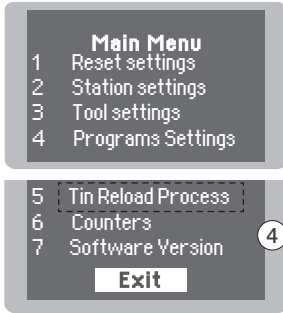 Main Menu
1 Reset settings
2 Station settings
3 Tool settings
4 Programs Settings
5 Tin Reload Process
6 Counters
4
7 Software Version
Exit